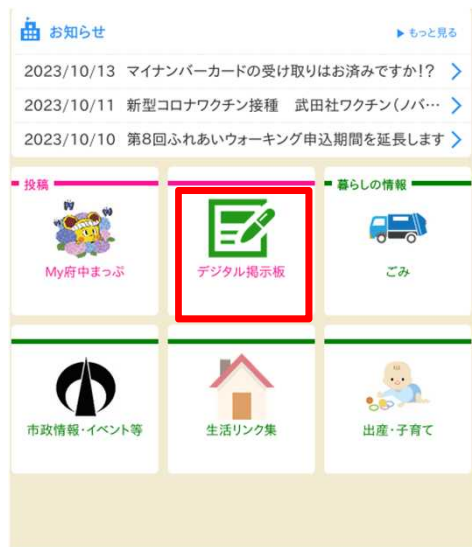 お知らせ
▶ もっと見る
2023/10/13 マイナンバーカードの受け取りはお済みですか!?
2023/10/11 新型コロナワクチン接種 武田社ワクチン(ノバ…
2023/10/10 第8回ふれあいウォーキング申込期間を延長します
投稿
暮らしの情報
My府中まっぷ
デジタル掲示板
ごみ
市政情報・イベント等
生活リンク集
出産・子育て